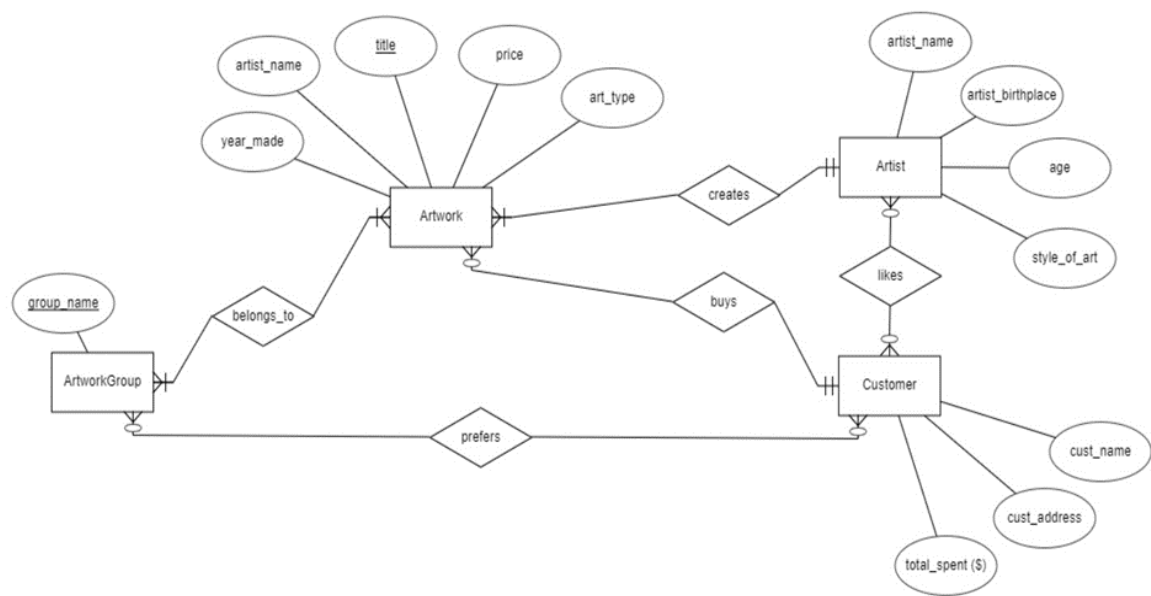 title
artist_name
price
artist_name
art_type
artist_birthplace
year_made
Artist
age
creates
Artwork
style_of_art
likes
group_name
buys
belongs_to
ArtworkGroup
Customer
prefers
cust_name
cust_address
total_spent ($)